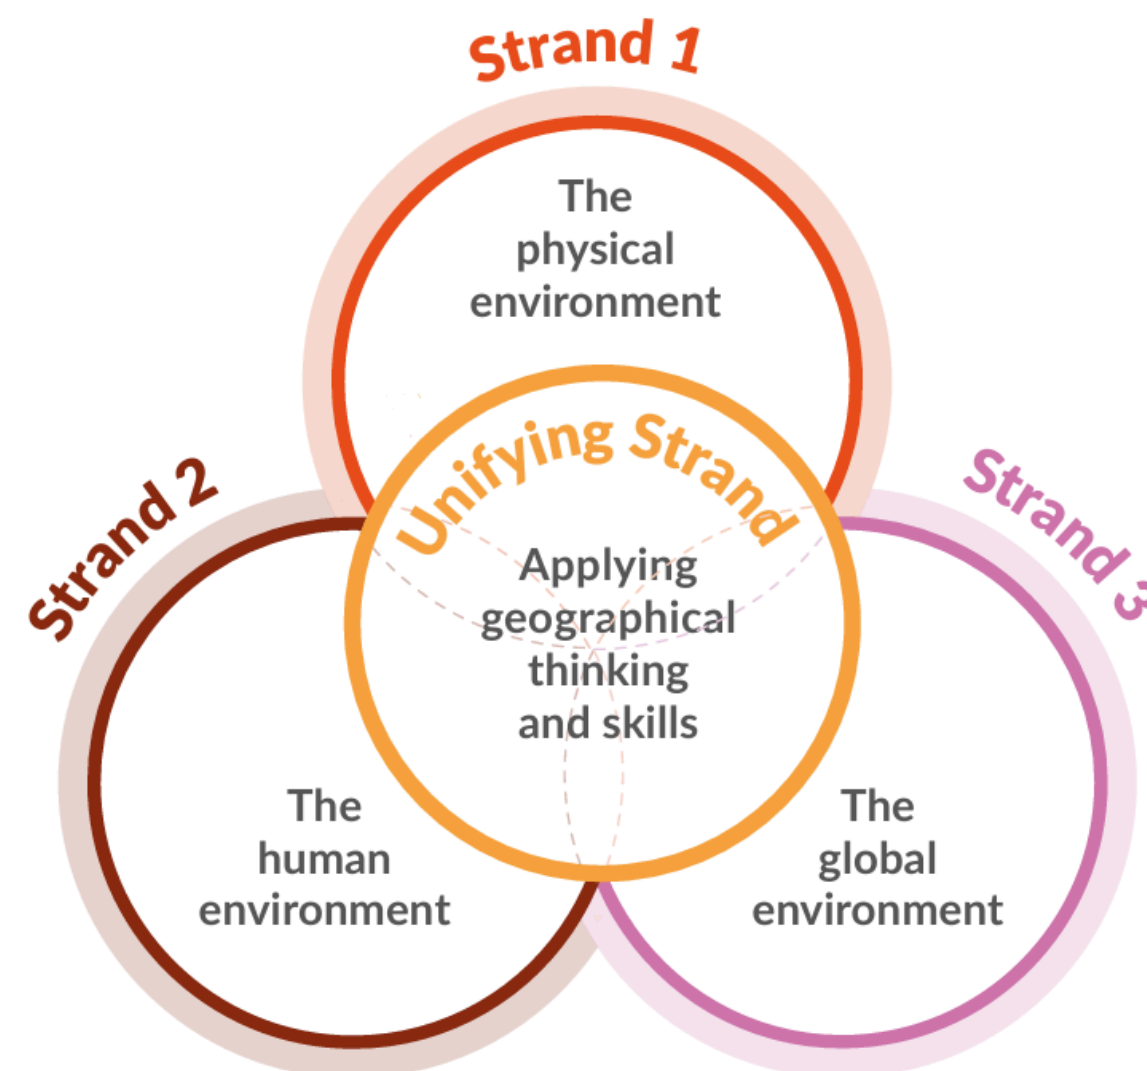 Strand 1
The
physical
environment
Unifying Strand
Applying
geographical
thinking
and skills
Strand 2
The
human
environment
Strand 3
The
global
environment